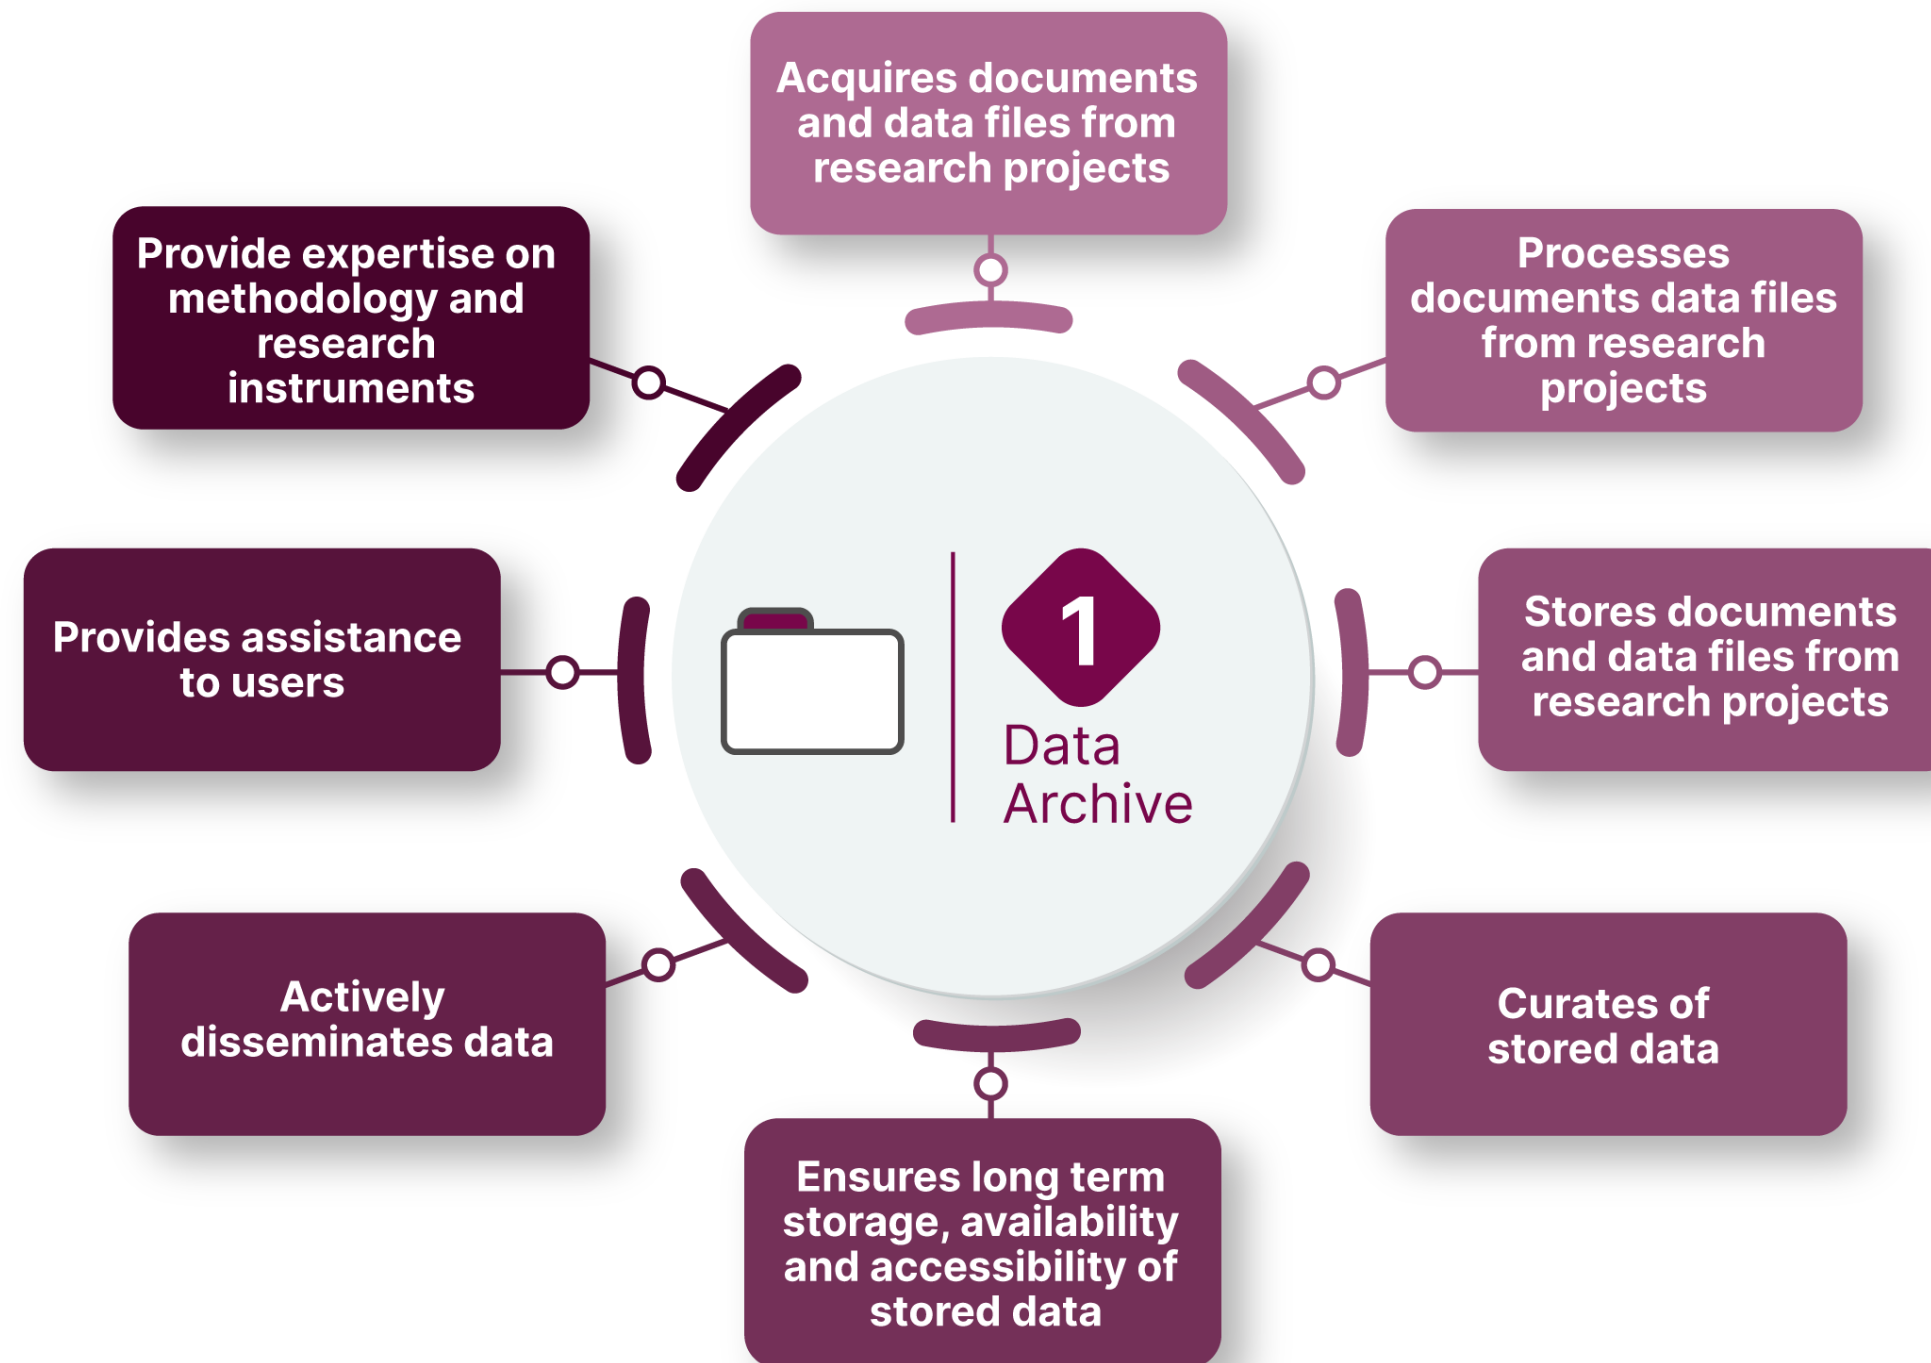 Acquires documents
and data files from
research projects
Processes
documents data files
from research
projects
Stores documents
and data files from
research projects
Curates of
stored data
Ensures long term
storage, availability
and accessibility of
stored data
Actively
disseminates data
Provides assistance
to users
Provide expertise on
methodology and
research
instruments
1
Data
Archive